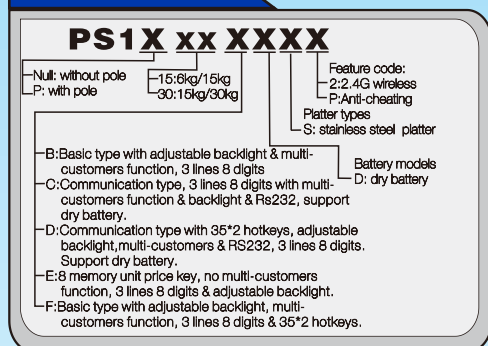 PS1X XX XXXX
Null: without pole
P: with pole
15:6kg/15kg
30:15kg/30kg
Feature code:
2:2.4G wireless
P:Anti-cheating
Platter types
S: stainless steel platter
Battery models
D: dry battery
B:Basic type with adjustable backlight & multi-
customers function, 3 lines 8 digits
C:Communication type, 3 lines 8 digits with multi-
customers function & backlight & Rs232, support
dry battery.
D:Communication type with 35*2 hotkeys, adjustable
backlight,multi-customers & RS232, 3 lines 8 digits.
Support dry battery.
E:8 memory unit price key, no multi-customers
function, 3 lines 8 digits & adjustable backlight.
F:Basic type with adjustable backlight, multi-
customers function, 3 lines 8 digits & 35*2 hotkeys.